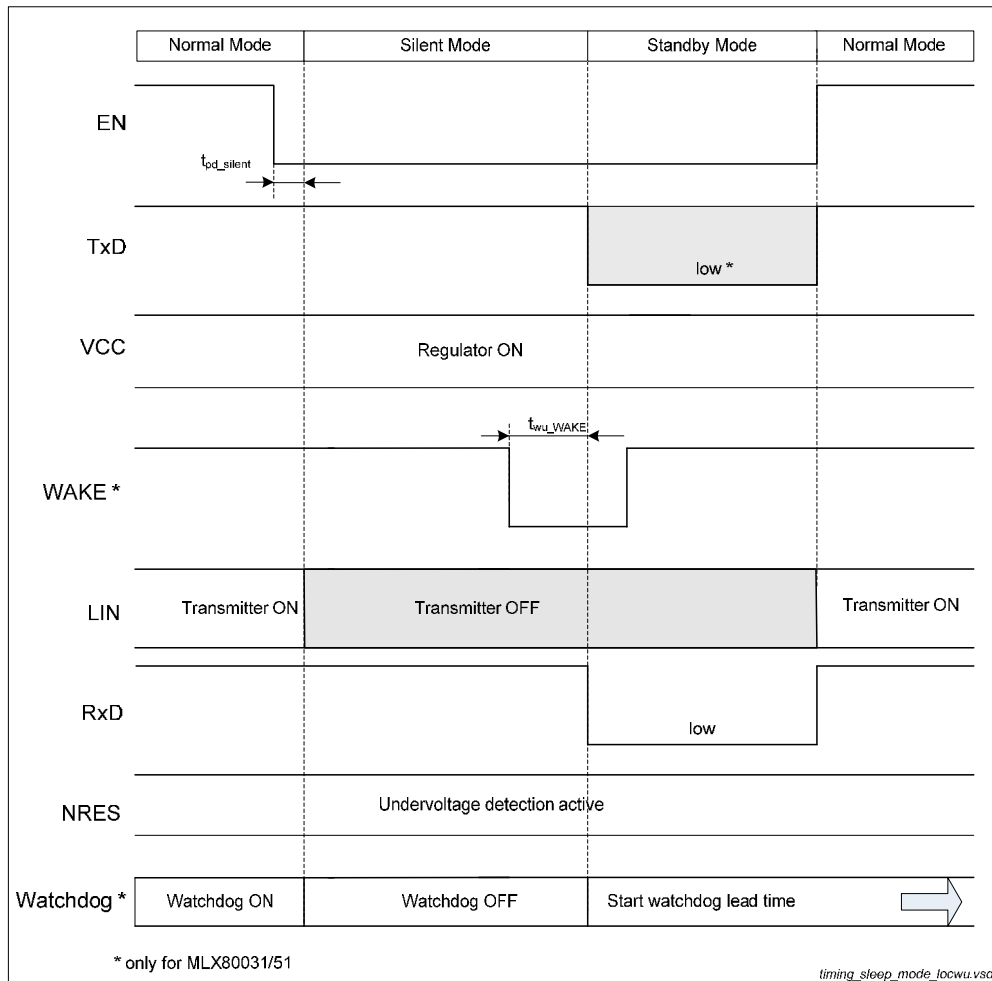 Normal Mode Silent Mode Standby Mode Normal Mode
EN
tpd_silent
TxD
low *
VCC
Regulator ON
twu_WAKE
WAKE *
LIN
Transmitter ON Transmitter OFF Transmitter ON
RxD
low
NRES
Undervoltage detection active
Watchdog * Watchdog ON Watchdog OFF Start watchdog lead time
* only for MLX80031/51
timing_sleep_mode_locwu.vsd